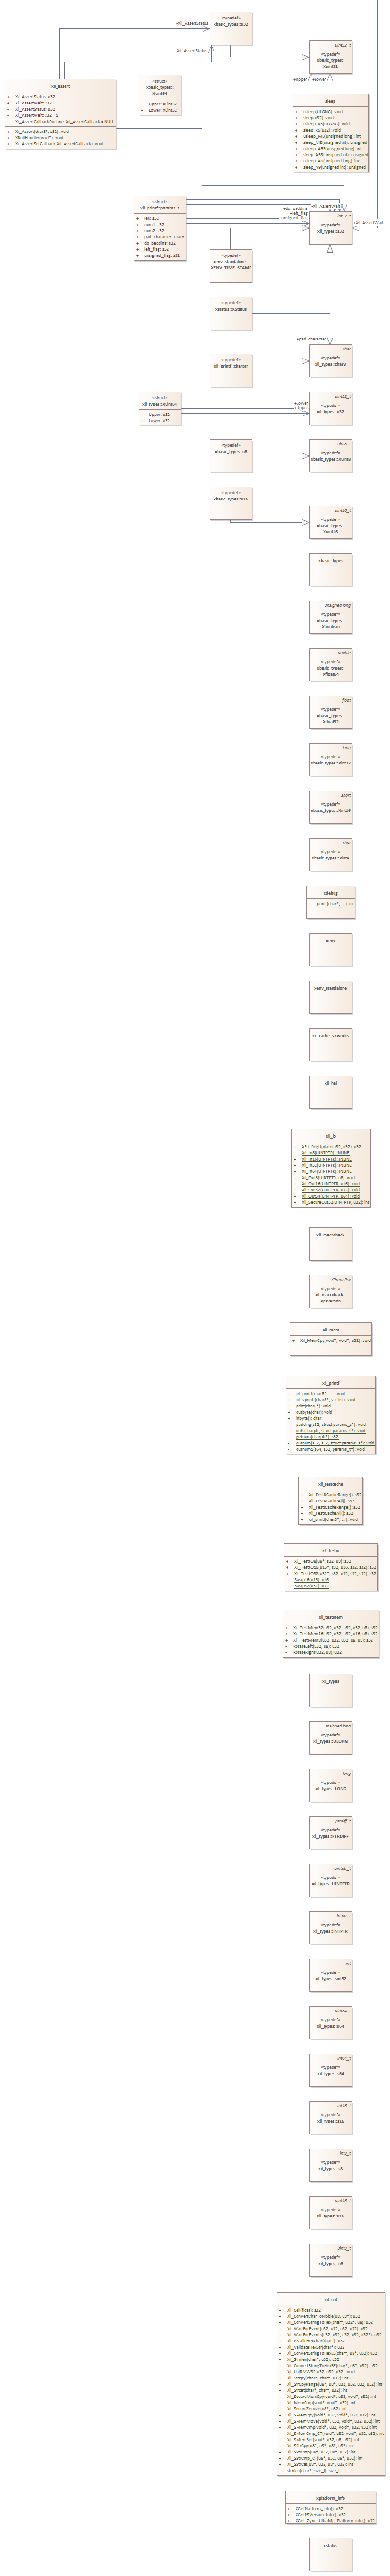 +Xil_AssertStatus
«typedef»
xbasic_types::u32
+Xil_AssertStatus
uint32_t
«typedef»
xbasic_types::
Xuint32
+Upper
+Lower
xil_assert
+ Xil_AssertStatus: u32
+ Xil_AssertWait: s32
- Xil_AssertStatus: u32
- Xil_AssertWait: s32 = 1
- Xil_AssertCallbackRoutine: Xil_AssertCallback = NULL
+ Xil_Assert(char8*, s32): void
+ XNullHandler(void*): void
+ Xil_AssertSetCallback(Xil_AssertCallback): void
«struct»
xbasic_types::
Xuint64
+ Upper: Xuint32
+ Lower: Xuint32
sleep
+ usleep(ULONG): void
+ sleep(u32): void
+ usleep_R5(ULONG): void
+ sleep_R5(u32): void
+ usleep_MB(unsigned long): int
+ sleep_MB(unsigned int): unsigned
+ usleep_A53(unsigned long): int
+ sleep_A53(unsigned int): unsigned
+ usleep_A9(unsigned long): int
+ sleep_A9(unsigned int): unsigned
«struct»
xil_printf::params_s
+ len: s32
+ num1: s32
+ num2: s32
+ pad_character: char8
+ do_padding: s32
+ left_flag: s32
+ unsigned_flag: s32
+do_padding
+left_flag
+unsigned_flag
-Xil_AssertWait
+Xil_AssertWait
int32_t
«typedef»
xil_types::s32
«typedef»
xenv_standalone::
XENV_TIME_STAMP
«typedef»
xstatus::XStatus
+pad_character
char
«typedef»
xil_types::char8
«typedef»
xil_printf::charptr
«struct»
xil_types::Xuint64
+ Upper: u32
+ Lower: u32
+Lower
+Upper
uint32_t
«typedef»
xil_types::u32
«typedef»
xbasic_types::u8
uint8_t
«typedef»
xbasic_types::Xuint8
«typedef»
xbasic_types::u16
uint16_t
«typedef»
xbasic_types::
Xuint16
xbasic_types
unsigned long
«typedef»
xbasic_types::
Xboolean
double
«typedef»
xbasic_types::
Xfloat64
float
«typedef»
xbasic_types::
Xfloat32
long
«typedef»
xbasic_types::Xint32
short
«typedef»
xbasic_types::Xint16
char
«typedef»
xbasic_types::Xint8
xdebug
+ printf(char*, ...): int
xenv
xenv_standalone
xil_cache_vxworks
xil_hal
xil_io
+ XStl_RegUpdate(u32, u32): u32
+ Xil_In8(UINTPTR): INLINE
+ Xil_In16(UINTPTR): INLINE
+ Xil_In32(UINTPTR): INLINE
+ Xil_In64(UINTPTR): INLINE
+ Xil_Out8(UINTPTR, u8): void
+ Xil_Out16(UINTPTR, u16): void
+ Xil_Out32(UINTPTR, u32): void
+ Xil_Out64(UINTPTR, u64): void
+ Xil_SecureOut32(UINTPTR, u32): int
xil_macroback
XPmonPsv
«typedef»
xil_macroback::
XpsvPmon
xil_mem
+ Xil_MemCpy(void*, void*, u32): void
xil_printf
+ xil_printf(char8*, ...): void
+ xil_vprintf(char8*, va_list): void
+ print(char8*): void
+ outbyte(char): void
+ inbyte(): char
- padding(s32, struct params_s*): void
- outs(charptr, struct params_s*): void
- getnum(charptr*): s32
- outnum(s32, s32, struct params_s*): void
- outnum1(s64, s32, params_t*): void
xil_testcache
+ Xil_TestDCacheRange(): s32
+ Xil_TestDCacheAll(): s32
+ Xil_TestICacheRange(): s32
+ Xil_TestICacheAll(): s32
+ xil_printf(char8*, ...): void
xil_testio
+ Xil_TestIO8(u8*, s32, u8): s32
+ Xil_TestIO16(u16*, s32, u16, s32, s32): s32
+ Xil_TestIO32(u32*, s32, u32, s32, s32): s32
- Swap16(u16): u16
- Swap32(u32): u32
xil_testmem
+ Xil_TestMem32(u32, u32, u32, u32, u8): s32
+ Xil_TestMem16(u32, u32, u32, u16, u8): s32
+ Xil_TestMem8(u32, u32, u32, u8, u8): s32
- RotateLeft(u32, u8): u32
- RotateRight(u32, u8): u32
xil_types
unsigned long
«typedef»
xil_types::ULONG
long
«typedef»
xil_types::LONG
ptrdiff_t
«typedef»
xil_types::PTRDIFF
uintptr_t
«typedef»
xil_types::UINTPTR
intptr_t
«typedef»
xil_types::INTPTR
int
«typedef»
xil_types::sint32
uint64_t
«typedef»
xil_types::u64
int64_t
«typedef»
xil_types::s64
int16_t
«typedef»
xil_types::s16
int8_t
«typedef»
xil_types::s8
uint16_t
«typedef»
xil_types::u16
uint8_t
«typedef»
xil_types::u8
xil_util
+ Xil_Ceil(float): s32
+ Xil_ConvertCharToNibble(u8, u8*): u32
+ Xil_ConvertStringToHex(char*, u32*, u8): u32
+ Xil_WaitForEvent(u32, u32, u32, u32): u32
+ Xil_WaitForEvents(u32, u32, u32, u32, u32*): u32
+ Xil_IsValidHexChar(char*): u32
+ Xil_ValidateHexStr(char*): u32
+ Xil_ConvertStringToHexLE(char*, u8*, u32): u32
+ Xil_Strnlen(char*, u32): u32
+ Xil_ConvertStringToHexBE(char*, u8*, u32): u32
+ Xil_UtilRMW32(u32, u32, u32): void
+ Xil_Strcpy(char*, char*, u32): int
+ Xil_StrCpyRange(u8*, u8*, u32, u32, u32, u32): int
+ Xil_Strcat(char*, char*, u32): int
+ Xil_SecureMemCpy(void*, u32, void*, u32): int
+ Xil_MemCmp(void*, void*, u32): int
+ Xil_SecureZeroize(u8*, u32): int
+ Xil_SMemCpy(void*, u32, void*, u32, u32): int
+ Xil_SMemMove(void*, u32, void*, u32, u32): int
+ Xil_SMemCmp(void*, u32, void*, u32, u32): int
+ Xil_SMemCmp_CT(void*, u32, void*, u32, u32): int
+ Xil_SMemSet(void*, u32, u8, u32): int
+ Xil_SStrCpy(u8*, u32, u8*, u32): int
+ Xil_SStrCmp(u8*, u32, u8*, u32): int
+ Xil_SStrCmp_CT(u8*, u32, u8*, u32): int
+ Xil_SStrCat(u8*, u32, u8*, u32): int
- strnlen(char*, size_t): size_t
xplatform_info
+ XGetPlatform_Info(): u32
+ XGetPSVersion_Info(): u32
+ XGet_Zynq_UltraMp_Platform_info(): u32
xstatus